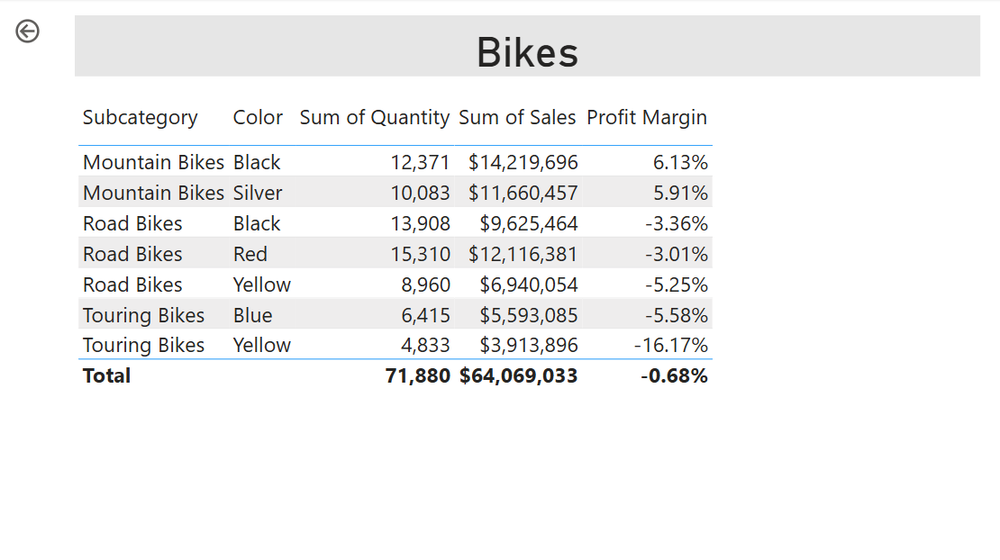 Bikes
Subcategory Color Sum of Quantity Sum of Sales Profit Margin
Mountain Bikes Black 12,371 $14,219,696 6.13%
Mountain Bikes Silver 10,083 $11,660,457 5.91%
Road Bikes Black 13,908 $9,625,464 -3.36%
Road Bikes Red 15,310 $12,116,381 -3.01%
Road Bikes Yellow 8,960 $6,940,054 -5.25%
Touring Bikes Blue 6,415 $5,593,085 -5.58%
Touring Bikes Yellow 4,833 $3,913,896 -16.17%
Total 71,880 $64,069,033 -0.68%